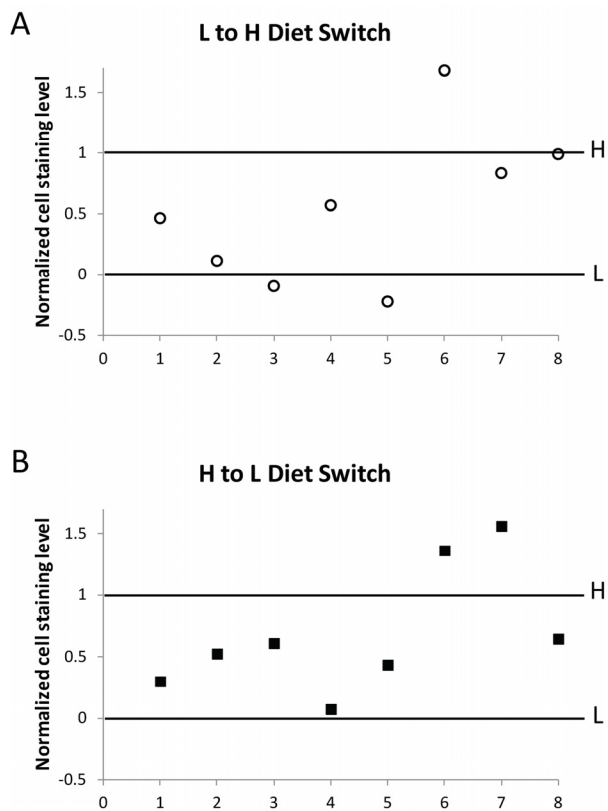 A
L to H Diet Switch
Normalized cell staining level
1.5
1
0.5
0
-0.5
H
L
0 1 2 3 4 5 6 7 8
B
H to L Diet Switch
Normalized cell staining level
1.5
1
0.5
0
-0.5
H
L
0 1 2 3 4 5 6 7 8